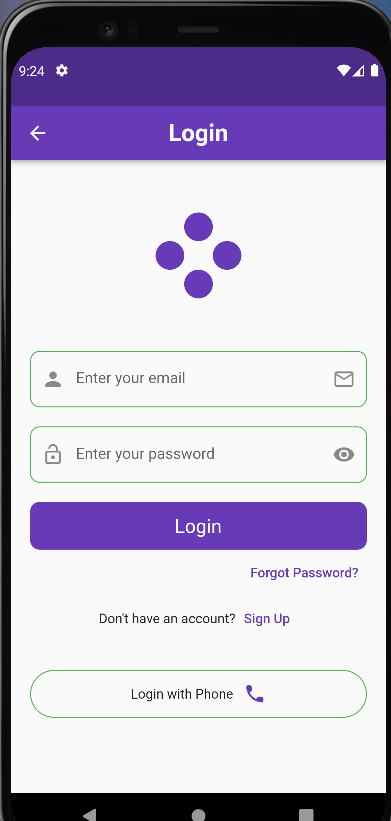 9:24
Login
Enter your email
Enter your password
Login
Forgot Password?
Don't have an account? Sign Up
Login with Phone